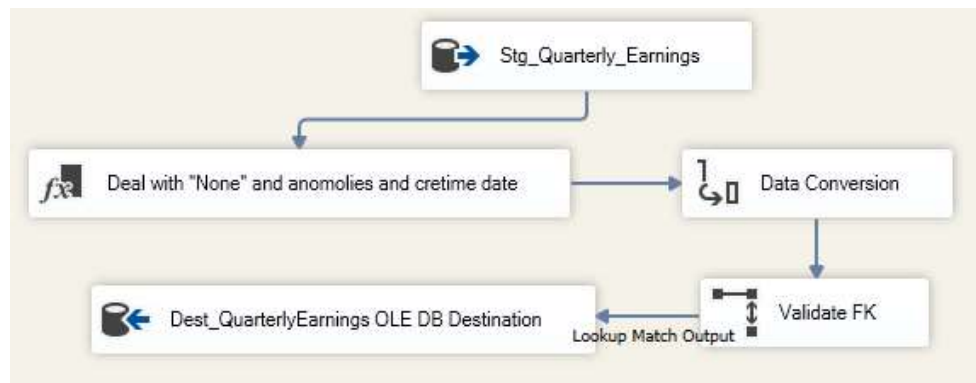 Stg_Quarterly_Earnings
fx
Deal with "None" and anomolies and cretime date
Data Conversion
Validate FK
Lookup Match Output
Dest_QuarterlyEarnings OLE DB Destination